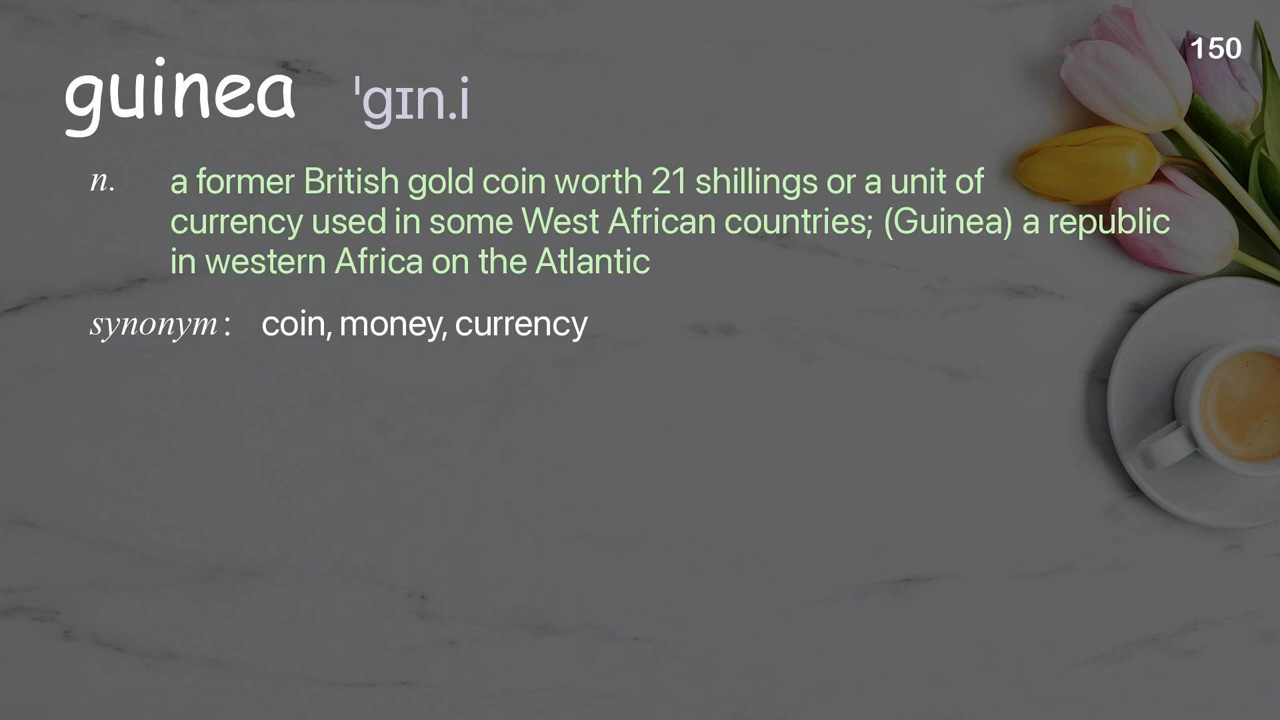 150
guinea ˈgɪn.i
n. a former British gold coin worth 21 shillings or a unit of
currency used in some West African countries; (Guinea) a republic
in western Africa on the Atlantic
synonym: coin, money, currency